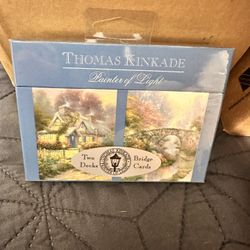 THOMAS KINKADE
Painter of Light
Two Decks
Bridge Cards